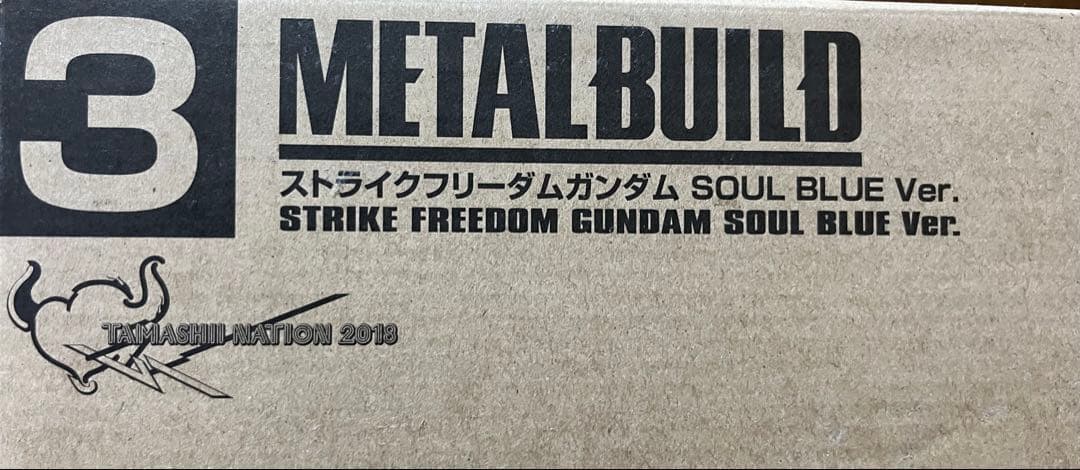 3
METALBUILD
ストライクフリーダムガンダム SOUL BLUE Ver.
STRIKE FREEDOM GUNDAM SOUL BLUE Ver.
TAMASHII NATION 2018